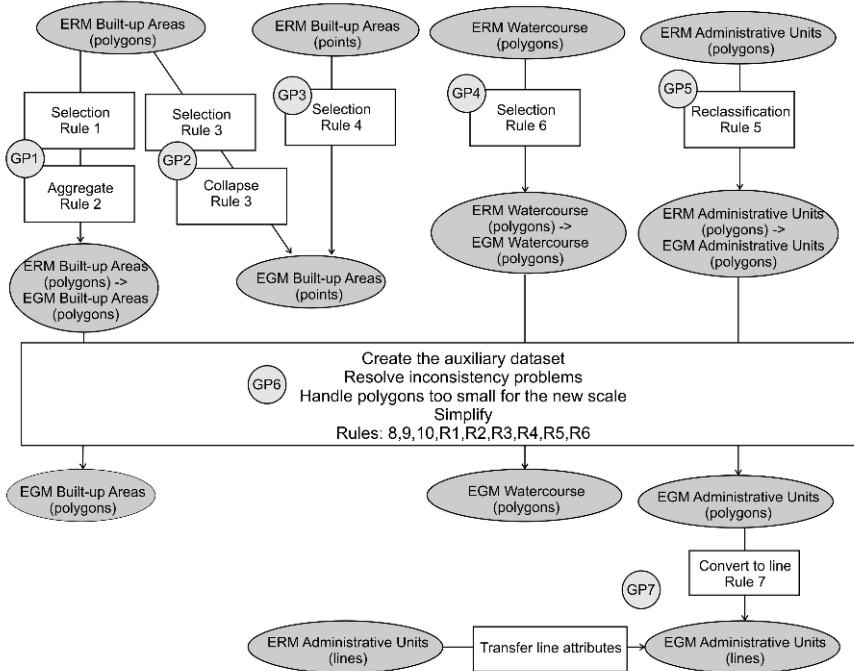 ERM Built-up Areas
(polygons)
ERM Built-up Areas
(points)
ERM Watercourse
(polygons)
ERM Administrative Units
(polygons)
GP3
GP4
GP5
Selection
Rule 1
Selection
Rule 3
Selection
Rule 4
Selection
Rule 6
Reclassification
Rule 5
GP1
GP2
Aggregate
Rule 2
Collapse
Rule 3
ERM Built-up Areas
(polygons) ->
EGM Built-up Areas
(polygons)
EGM Built-up Areas
(points)
ERM Watercourse
(polygons) ->
EGM Watercourse
(polygons)
ERM Administrative Units
(polygons) ->
EGM Administrative Units
(polygons)
GP6
Create the auxiliary dataset
Resolve inconsistency problems
Handle polygons too small for the new scale
Simplify
Rules: 8,9,10,R1,R2,R3,R4,R5,R6
EGM Built-up Areas
(polygons)
EGM Watercourse
(polygons)
EGM Administrative Units
(polygons)
GP7
Convert to line
Rule 7
ERM Administrative Units
(lines)
Transfer line attributes
EGM Administrative Units
(lines)